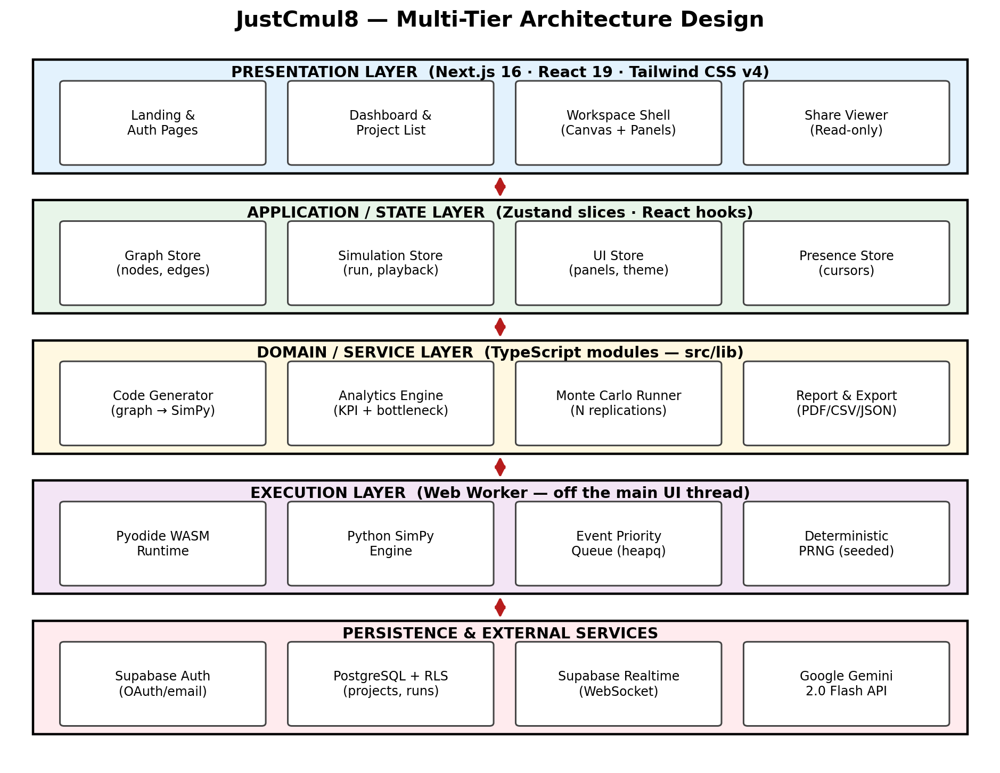 JustCmul8 — Multi-Tier Architecture Design
PRESENTATION LAYER  (Next.js 16 · React 19 · Tailwind CSS v4)
Landing &
Auth Pages
Dashboard &
Project List
Workspace Shell
(Canvas + Panels)
Share Viewer
(Read-only)
APPLICATION / STATE LAYER  (Zustand slices · React hooks)
Graph Store
(nodes, edges)
Simulation Store
(run, playback)
UI Store
(panels, theme)
Presence Store
(cursors)
DOMAIN / SERVICE LAYER  (TypeScript modules — src/lib)
Code Generator
(graph → SimPy)
Analytics Engine
(KPI + bottleneck)
Monte Carlo Runner
(N replications)
Report & Export
(PDF/CSV/JSON)
EXECUTION LAYER  (Web Worker — off the main UI thread)
Pyodide WASM
Runtime
Python SimPy
Engine
Event Priority
Queue (heapq)
Deterministic
PRNG (seeded)
PERSISTENCE & EXTERNAL SERVICES
Supabase Auth
(OAuth/email)
PostgreSQL + RLS
(projects, runs)
Supabase Realtime
(WebSocket)
Google Gemini
2.0 Flash API